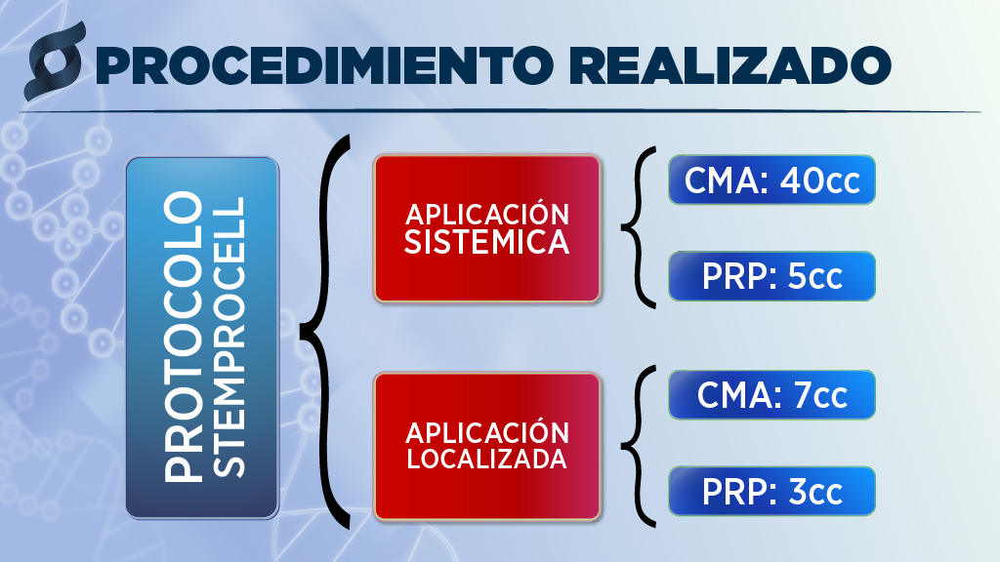 PROCEDIMIENTO REALIZADO
PROTOCOLO
STEMPROCELL
APLICACIÓN
SISTEMICA
CMA: 40cc
PRP: 5cc
APLICACIÓN
LOCALIZADA
CMA: 7cc
PRP: 3cc